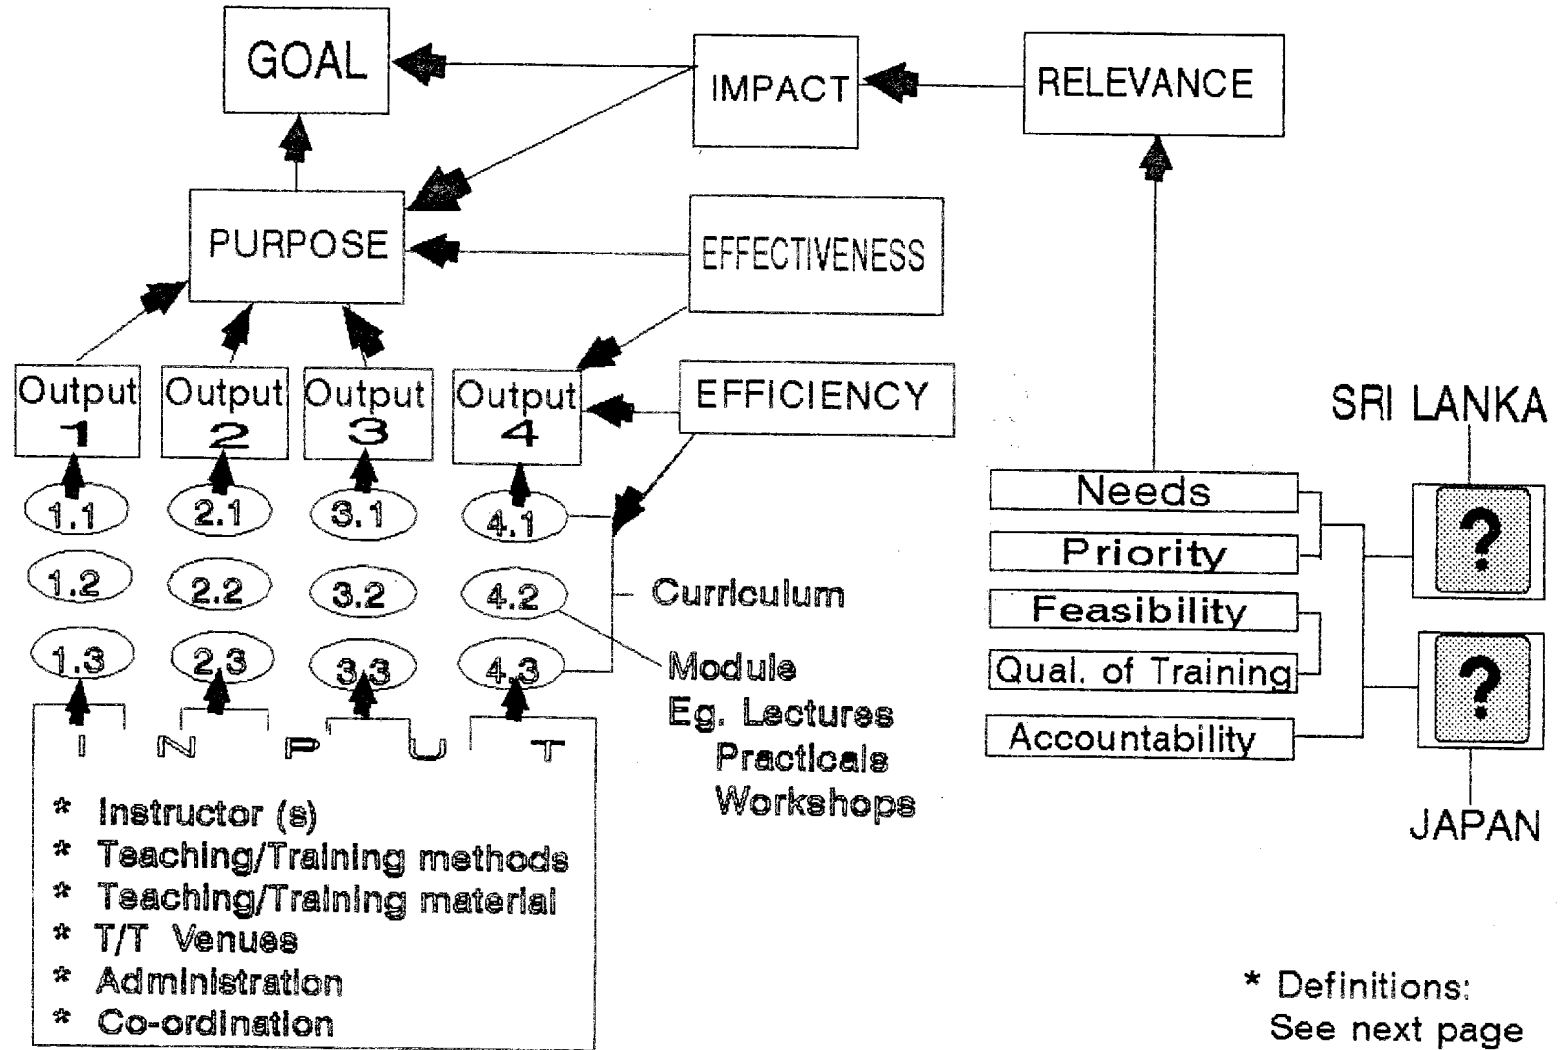 GOAL
IMPACT
RELEVANCE
PURPOSE
EFFECTIVENESS
Output
1
Output
2
Output
3
Output
4
EFFICIENCY
1.1
2.1
3.1
4.1
1.2
2.2
3.2
4.2
1.3
2.3
3.3
4.3
Curriculum
Module
Eg. Lectures
Practicals
Workshops
I N P U T
* Instructor (s)
* Teaching/Training methods
* Teaching/Training material
* T/T Venues
* Administration
* Co-ordination
SRI LANKA
Needs
?
Priority
Feasibility
Qual. of Training
?
Accountability
JAPAN
* Definitions:
See next page